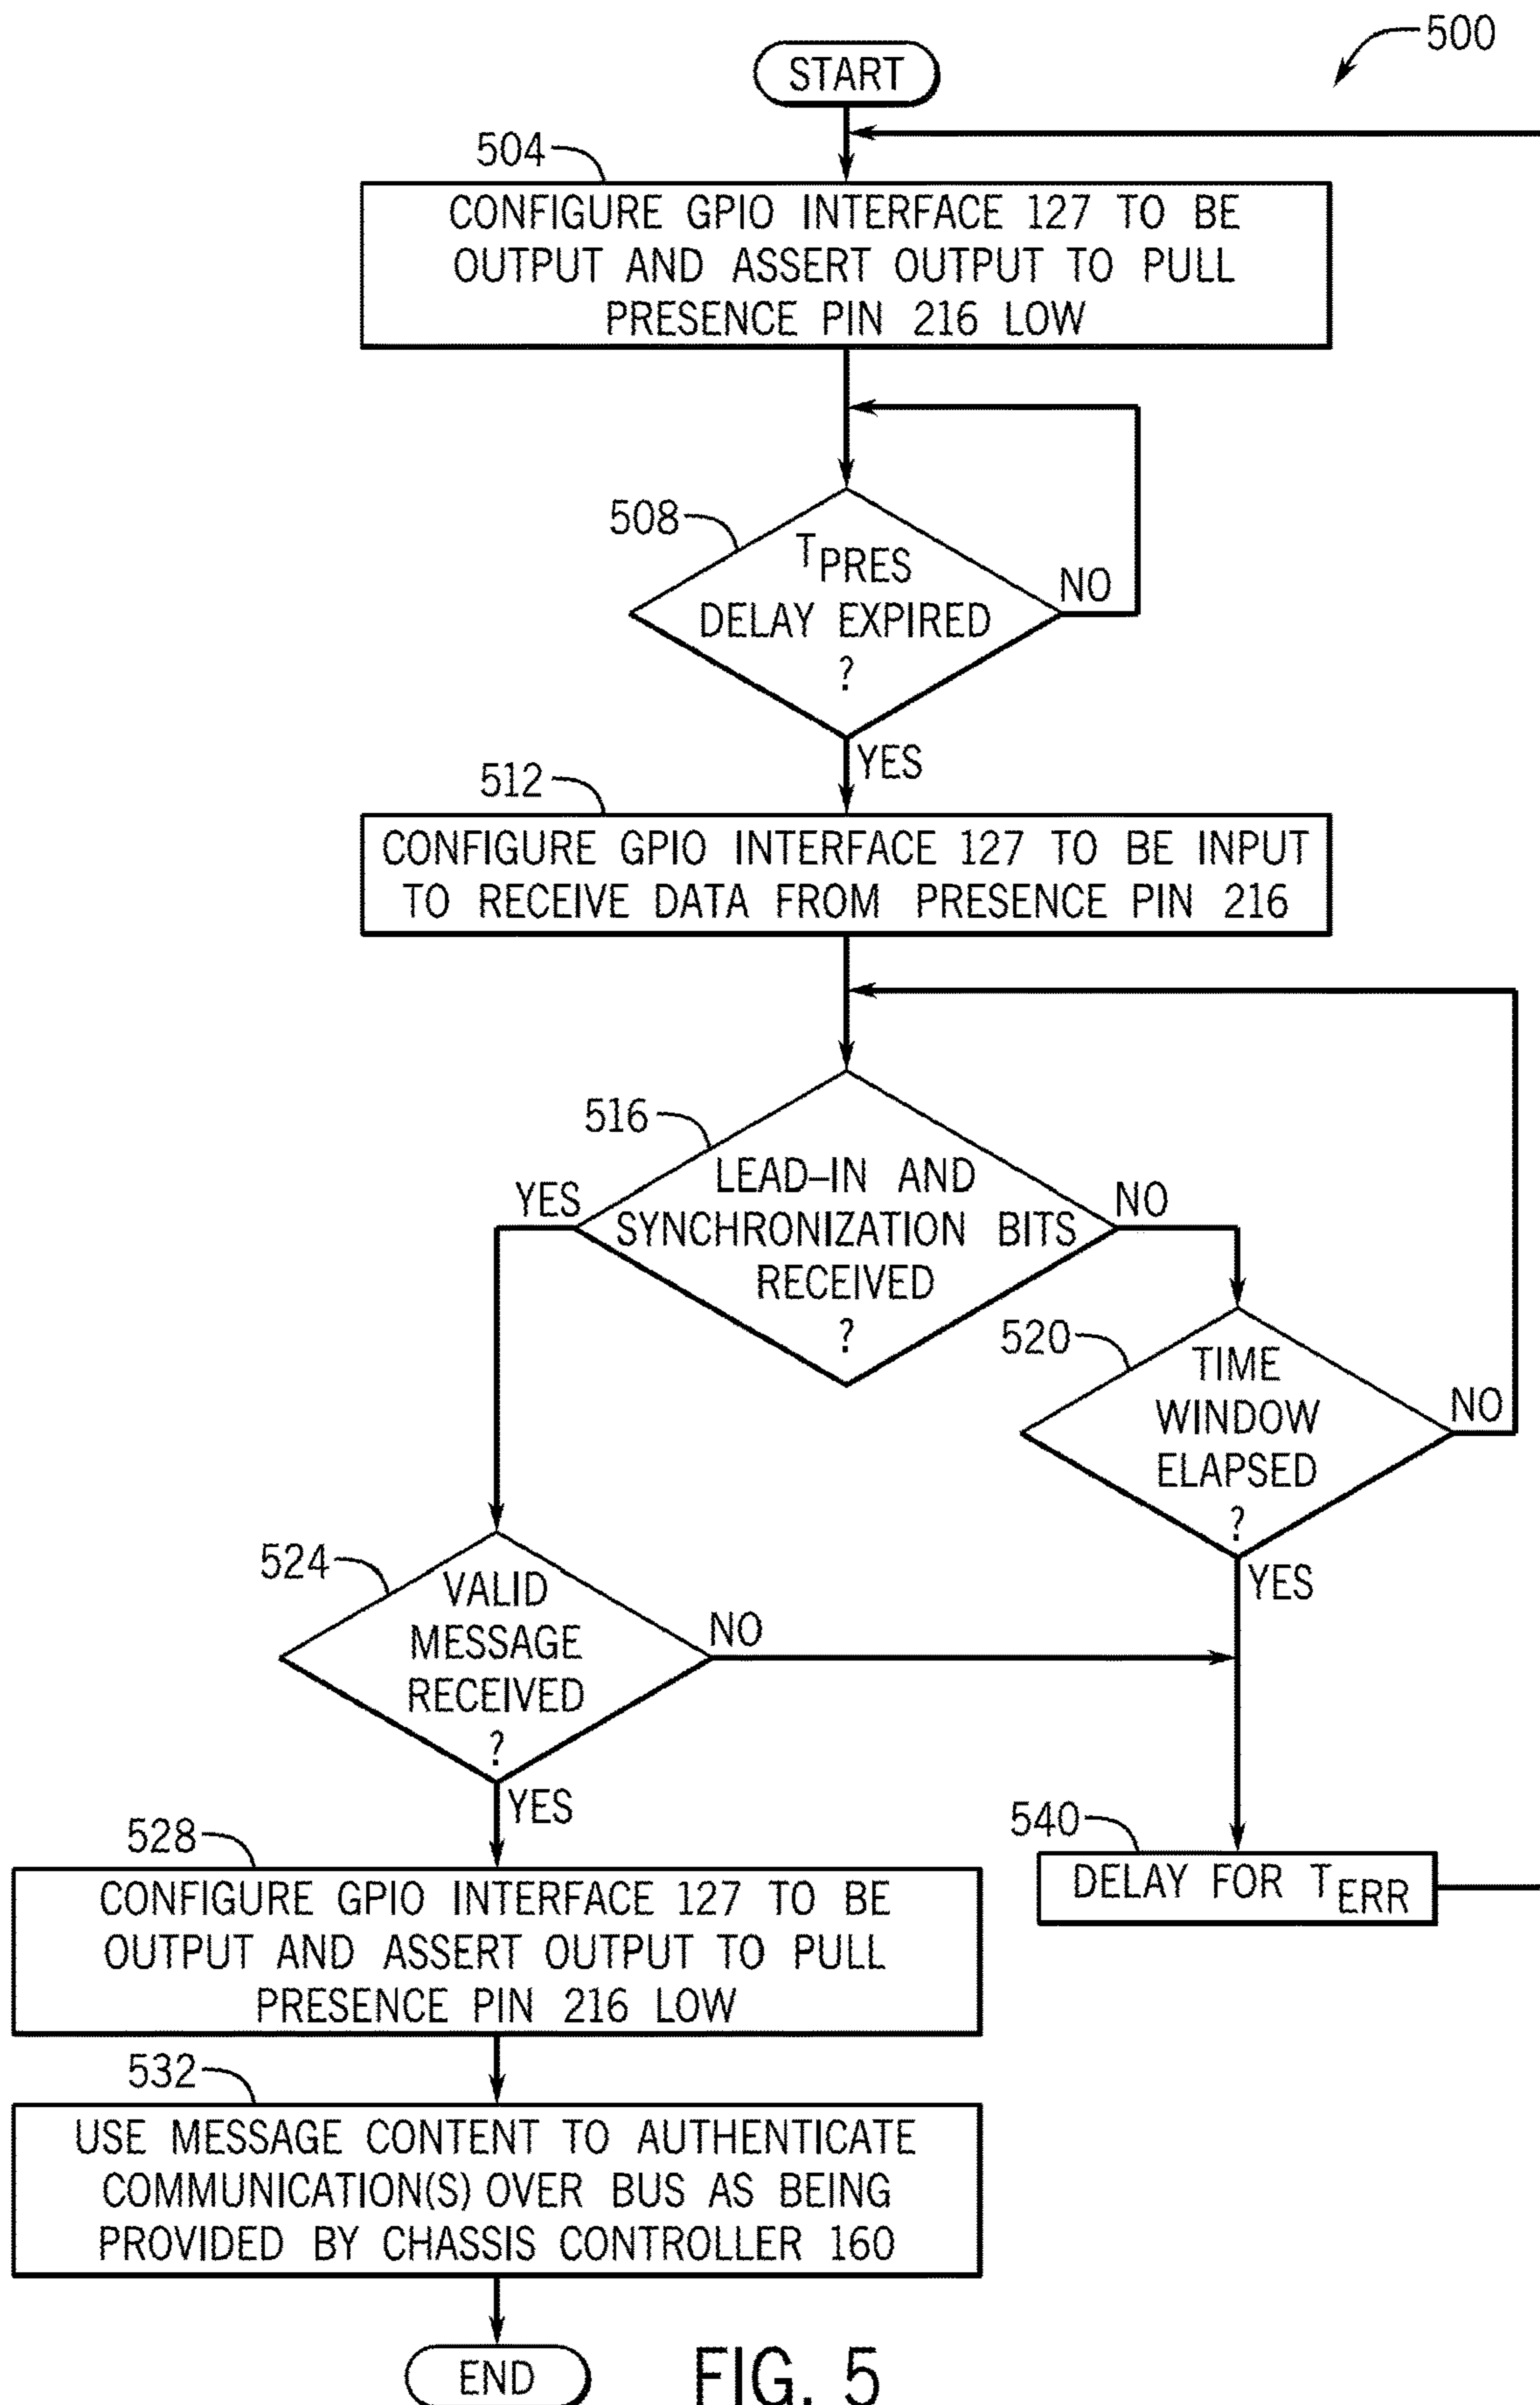 500
START
504
CONFIGURE GPIO INTERFACE 127 TO BE
OUTPUT AND ASSERT OUTPUT TO PULL
PRESENCE PIN 216 LOW
508
TPRES
DELAY EXPIRED
?
NO
YES
512
CONFIGURE GPIO INTERFACE 127 TO BE INPUT
TO RECEIVE DATA FROM PRESENCE PIN 216
516
LEAD–IN AND
SYNCHRONIZATION BITS
RECEIVED
?
YES
NO
520
TIME
WINDOW
ELAPSED
?
NO
YES
524
VALID
MESSAGE
RECEIVED
?
NO
YES
528
CONFIGURE GPIO INTERFACE 127 TO BE
OUTPUT AND ASSERT OUTPUT TO PULL
PRESENCE PIN 216 LOW
540
DELAY FOR TERR
532
USE MESSAGE CONTENT TO AUTHENTICATE
COMMUNICATION(S) OVER BUS AS BEING
PROVIDED BY CHASSIS CONTROLLER 160
END
FIG. 5